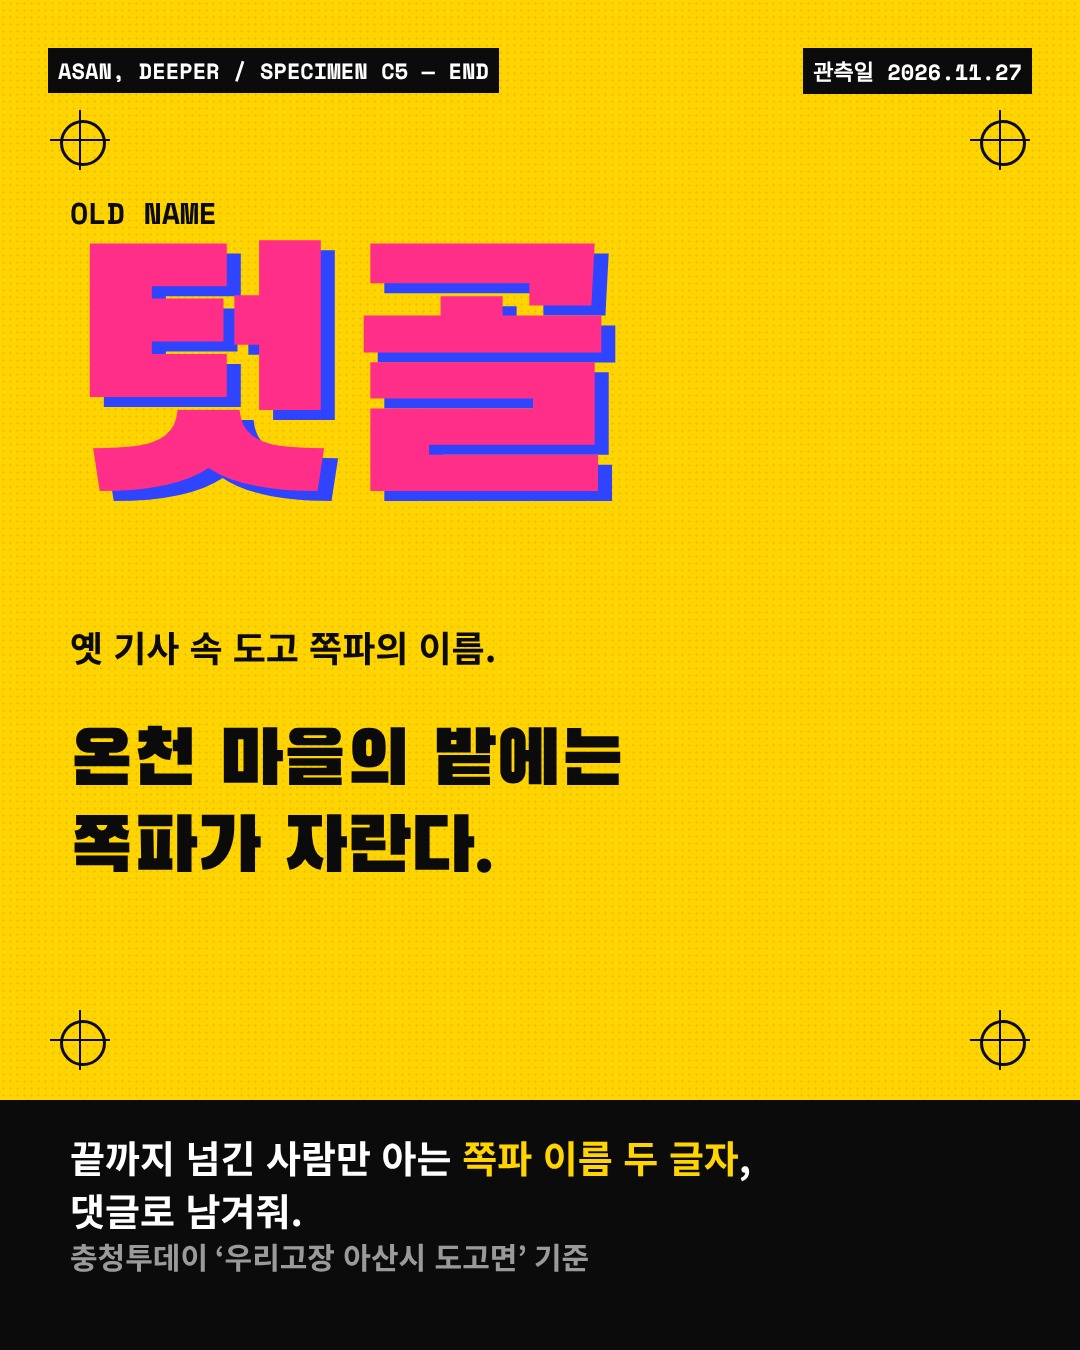 ASAN, DEEPER / SPECIMEN C5 — END
관측일 2026.11.27
OLD NAME
텃골
옛 기사 속 도고 쪽파의 이름.
온천 마을의 밭에는
쪽파가 자란다.
끝까지 넘긴 사람만 아는 쪽파 이름 두 글자,
댓글로 남겨줘.
충청투데이 ‘우리고장 아산시 도고면’ 기준